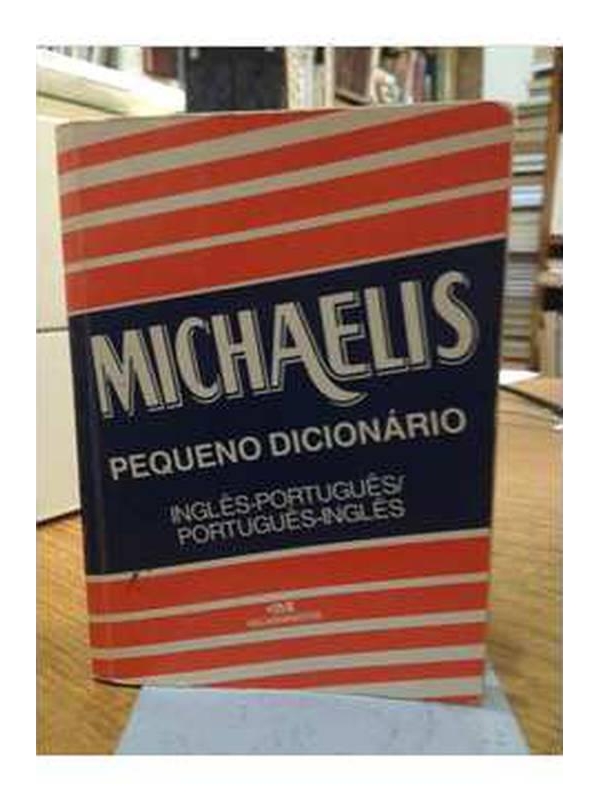 MICHAELIS
PEQUENO DICIONÁRIO
INGLÊS-PORTUGUÊS/
PORTUGUÊS-INGLÊS